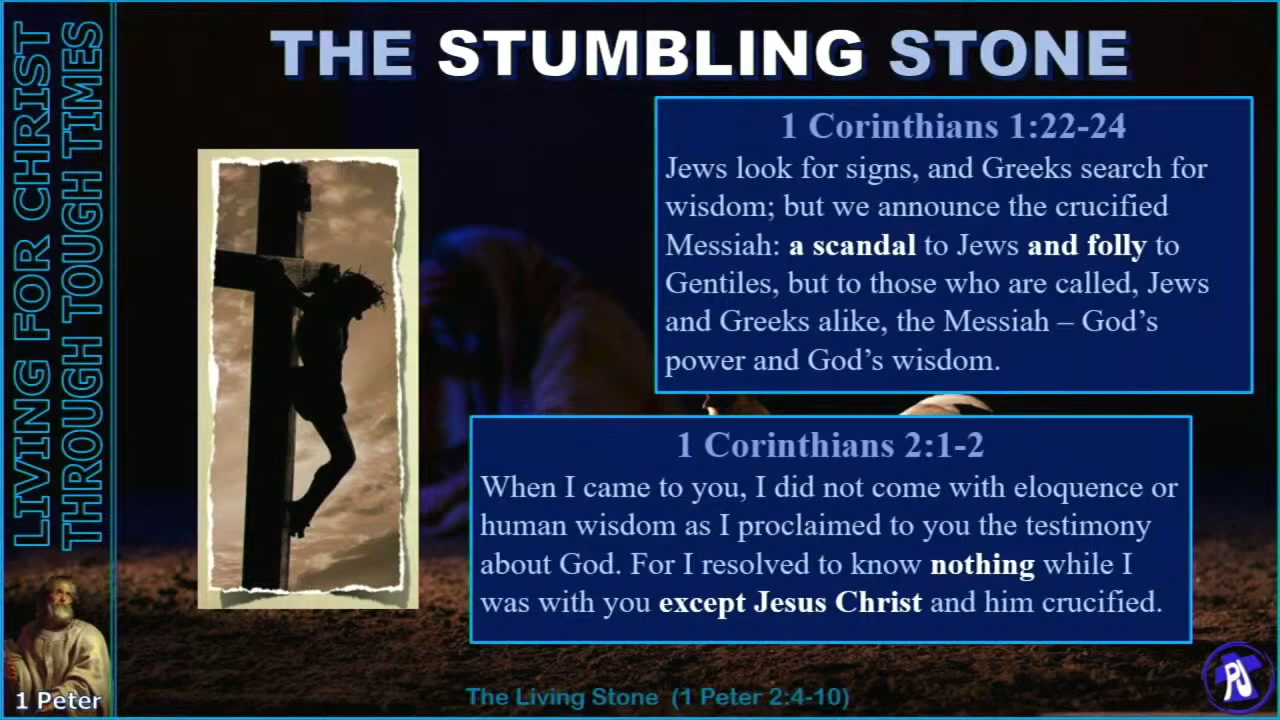 THE STUMBLING STONE
LIVING FOR CHRIST
THROUGH TOUGH TIMES
1 Corinthians 1:22-24
Jews look for signs, and Greeks search for
wisdom; but we announce the crucified
Messiah: a scandal to Jews and folly to
Gentiles, but to those who are called, Jews
and Greeks alike, the Messiah – God’s
power and God’s wisdom.
1 Corinthians 2:1-2
When I came to you, I did not come with eloquence or
human wisdom as I proclaimed to you the testimony
about God. For I resolved to know nothing while I
was with you except Jesus Christ and him crucified.
1 Peter
The Living Stone (1 Peter 2:4-10)